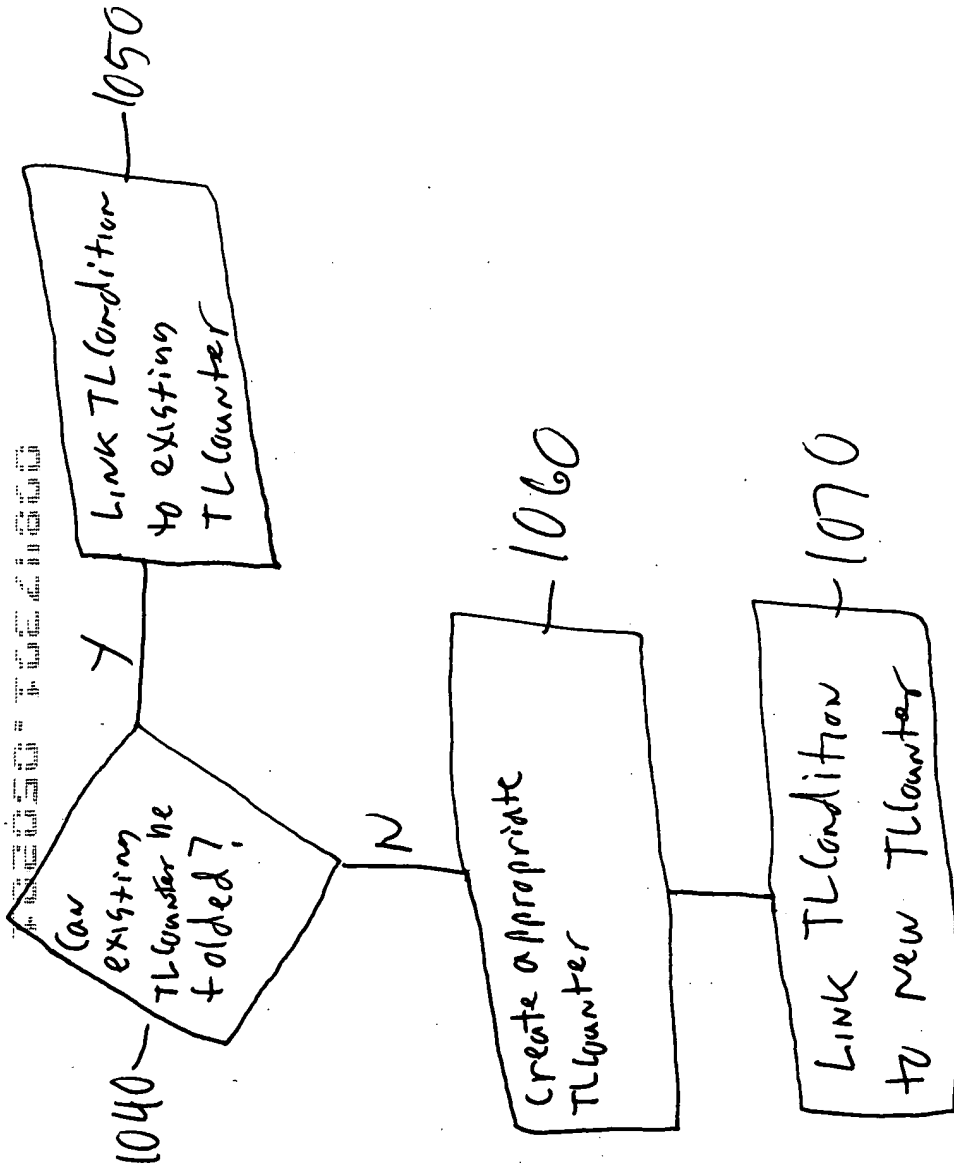 Can
existing
TLCounter be
folded?
1040
Y
Link TLCondition
to existing
TLCounter
1050
N
Create appropriate
TLCounter
1060
Link TLCondition
to new TLCounter
1070